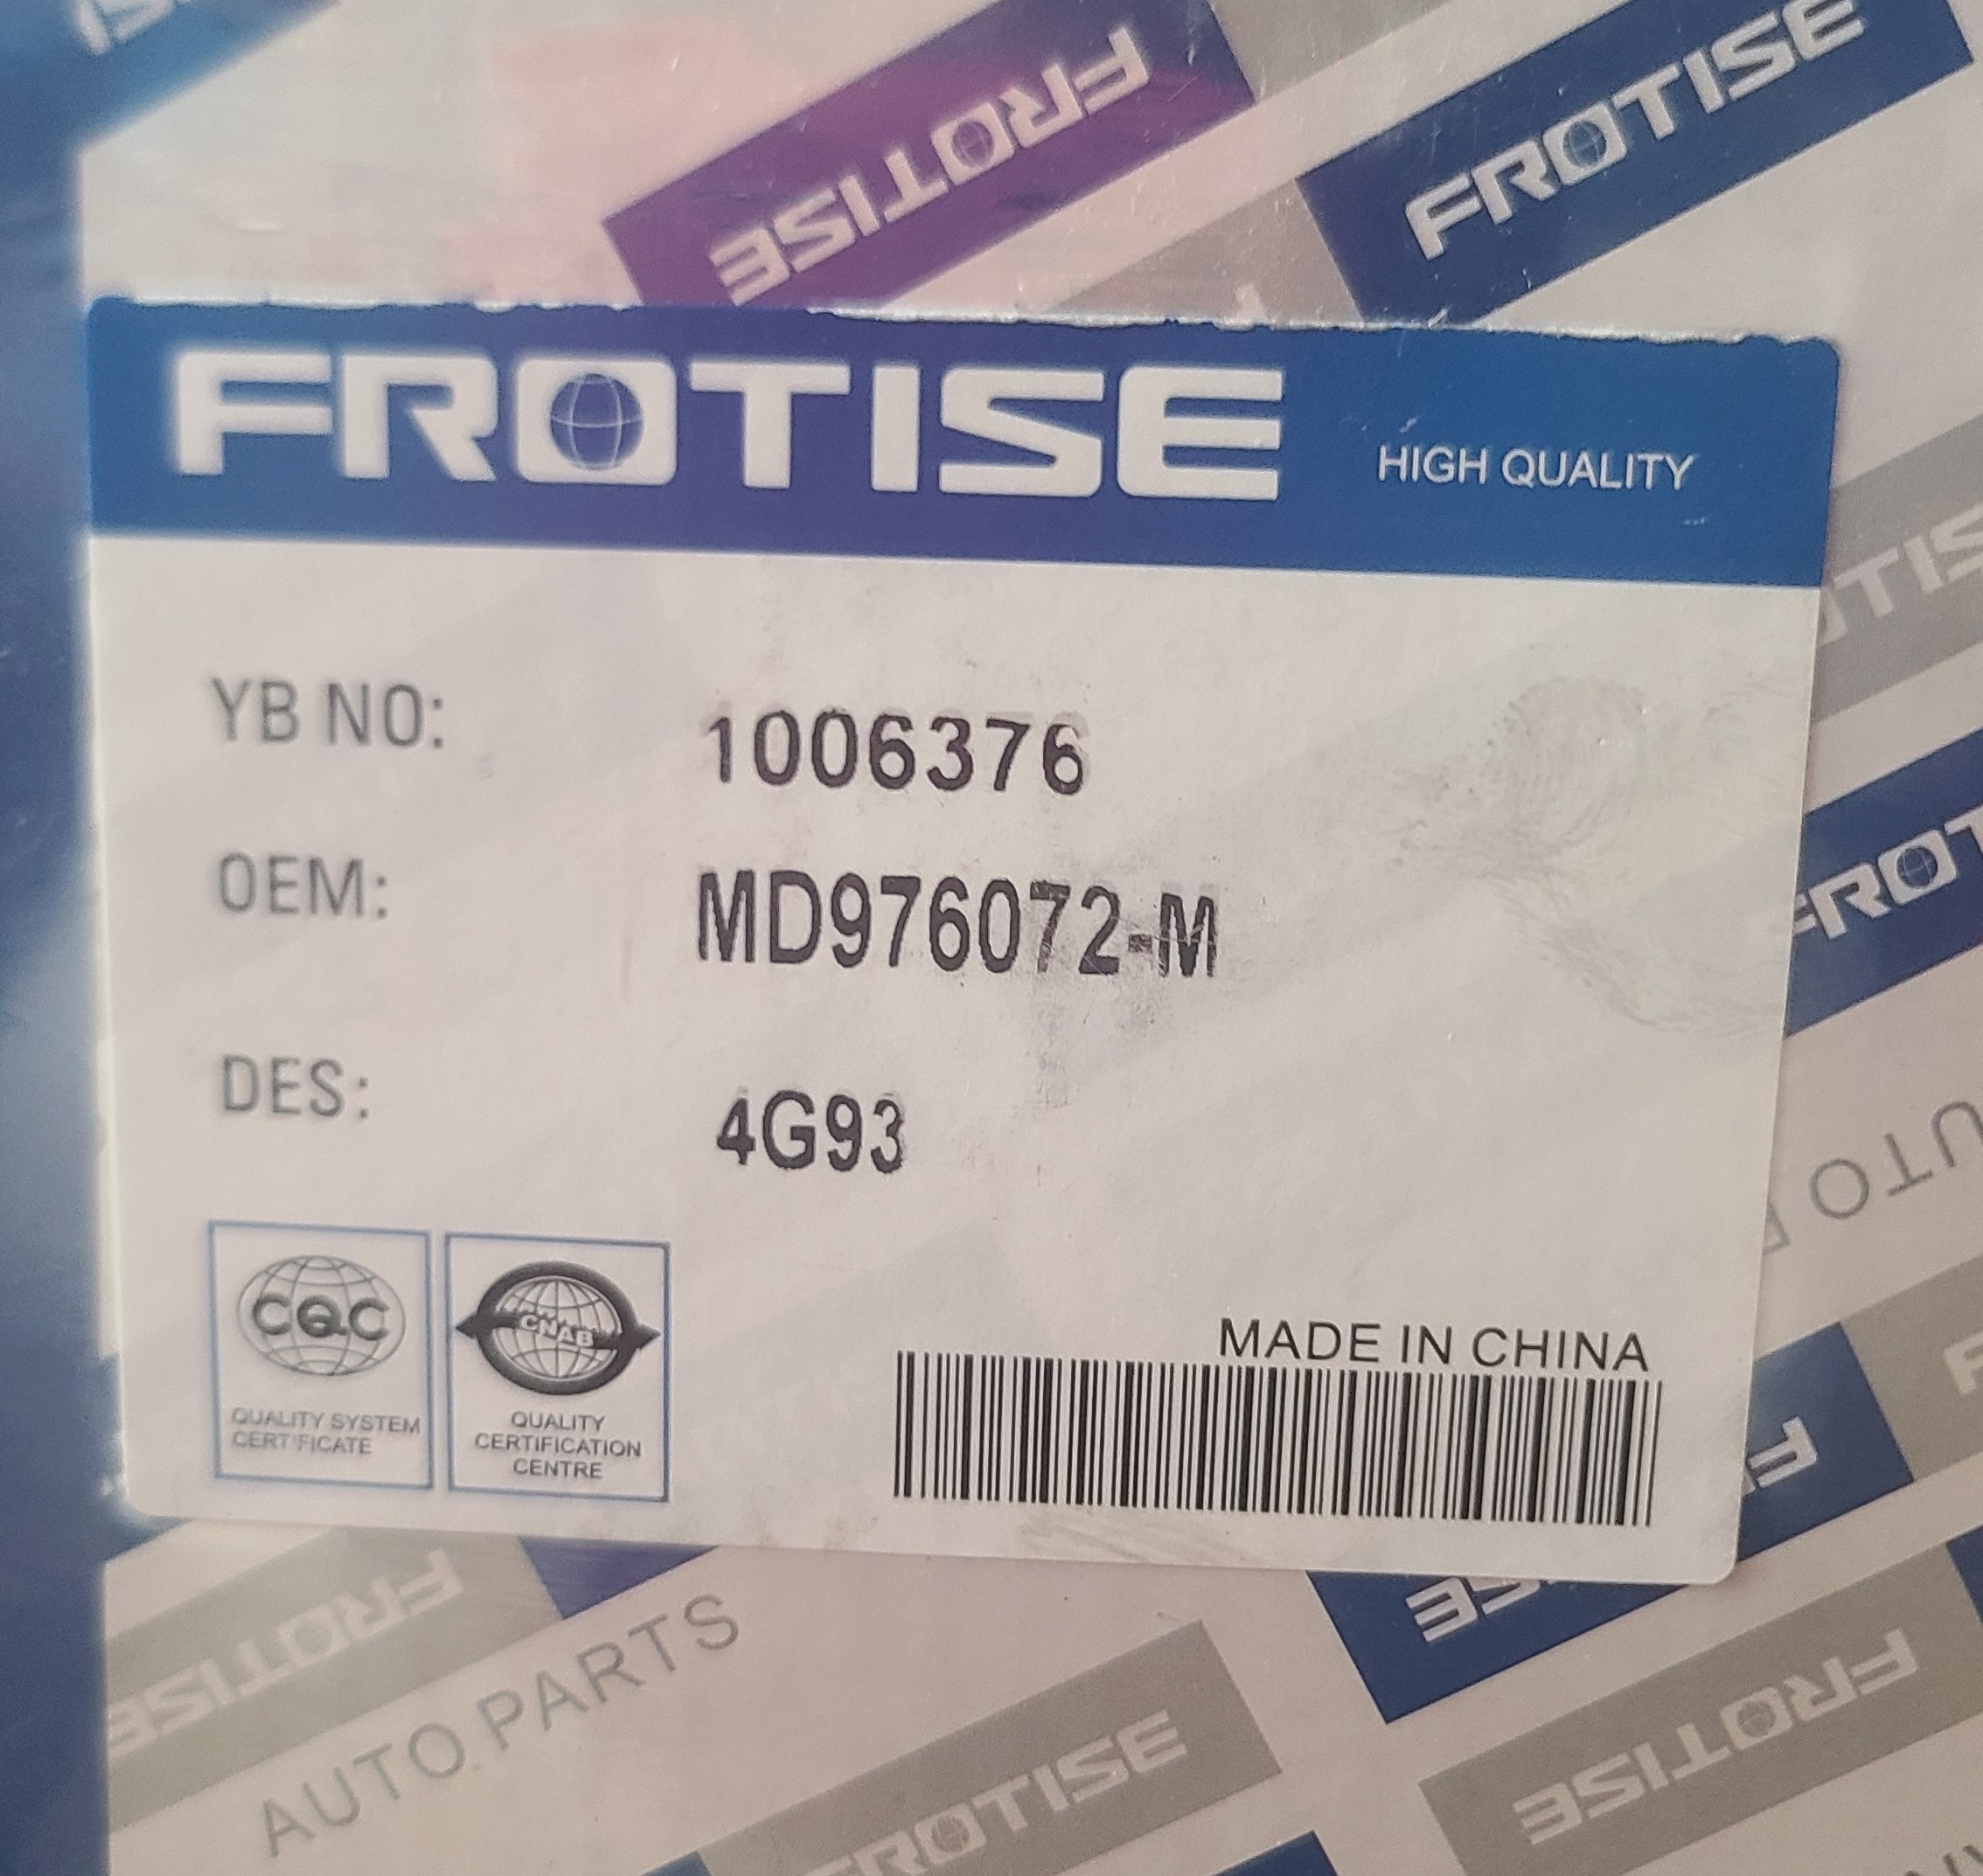 FROTISE
FROTISE
FROTISE HIGH QUALITY
YB NO: 1006376
OEM: MD976072-M
DES: 4G93
CQC
QUALITY SYSTEM
CERTIFICATE
CNAB
QUALITY
CERTIFICATION
CENTRE
MADE IN CHINA
FROTISE
AUTO PARTS
FROTISE
FROTISE